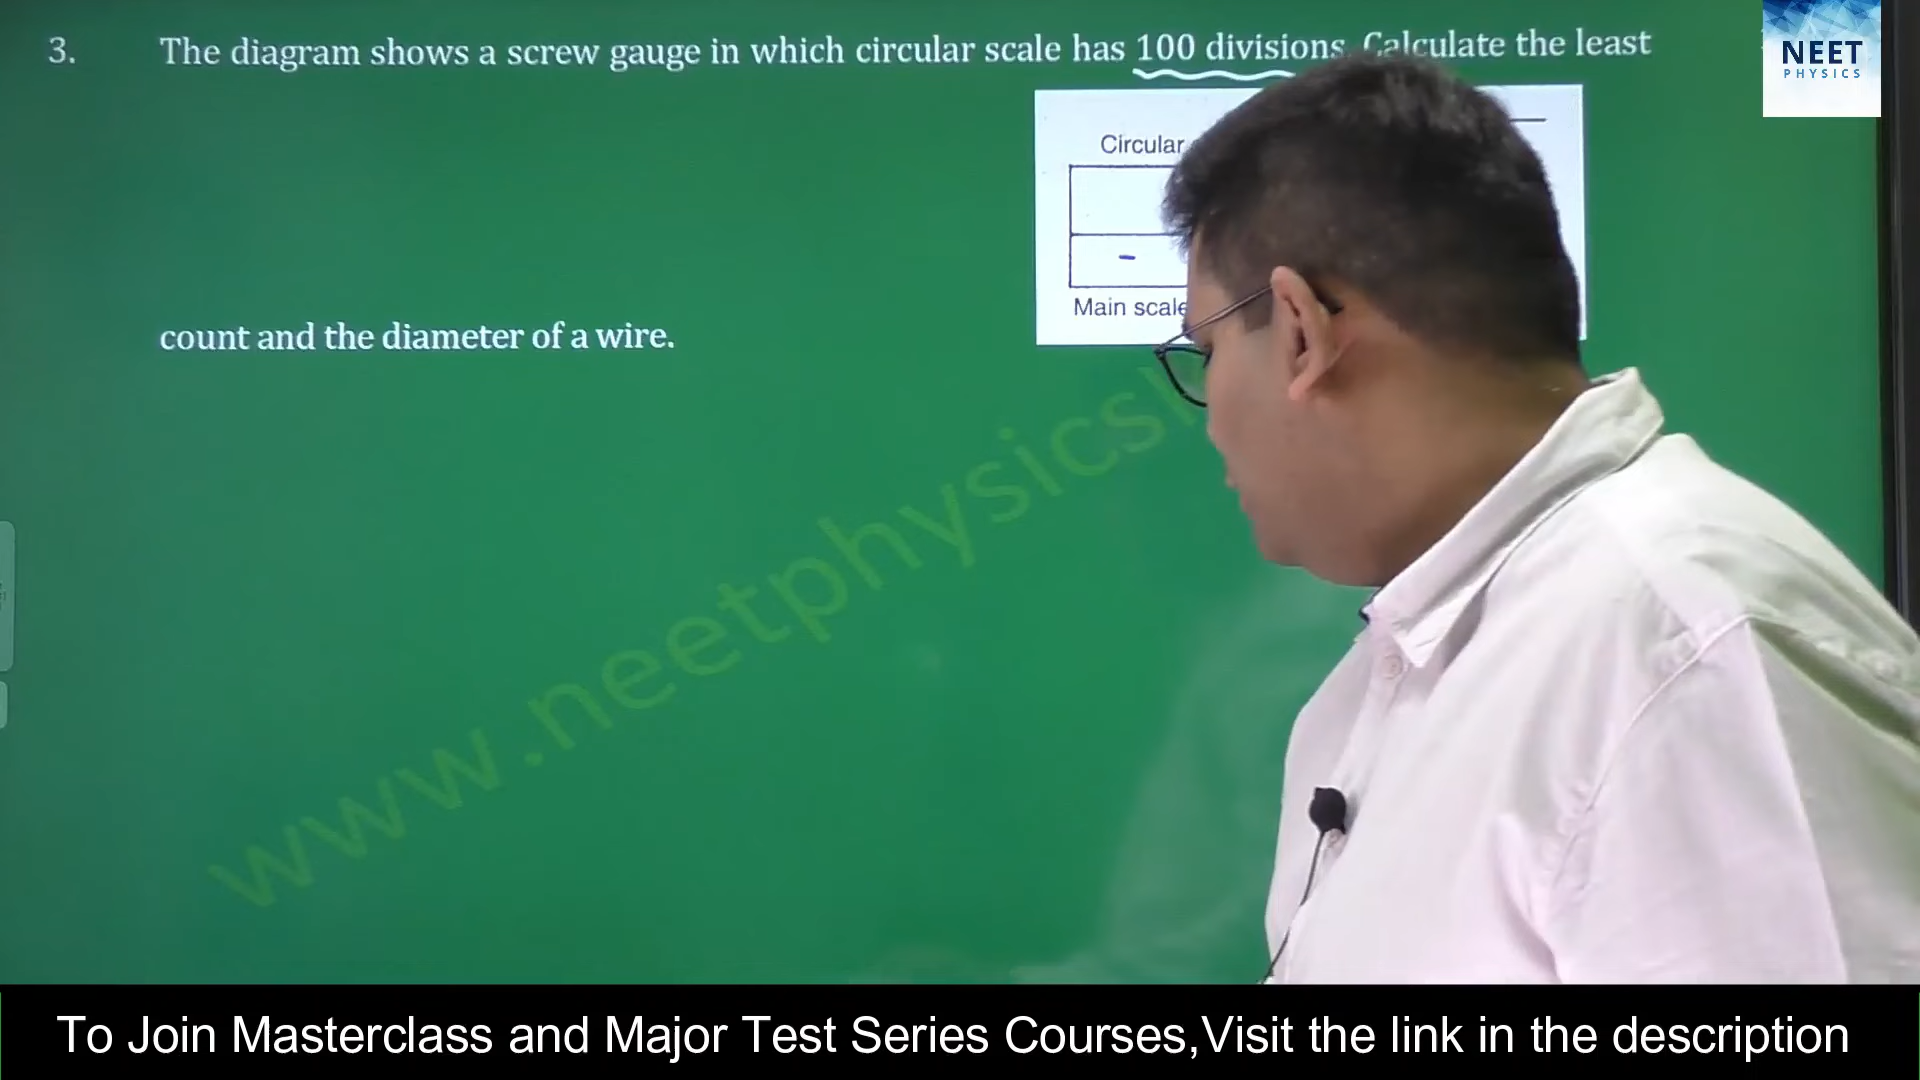 3. The diagram shows a screw gauge in which circular scale has 100 divisions. Calculate the least
NEET
PHYSICS
Circular
Main scale
count and the diameter of a wire.
www.neetphysics
To Join Masterclass and Major Test Series Courses,Visit the link in the description